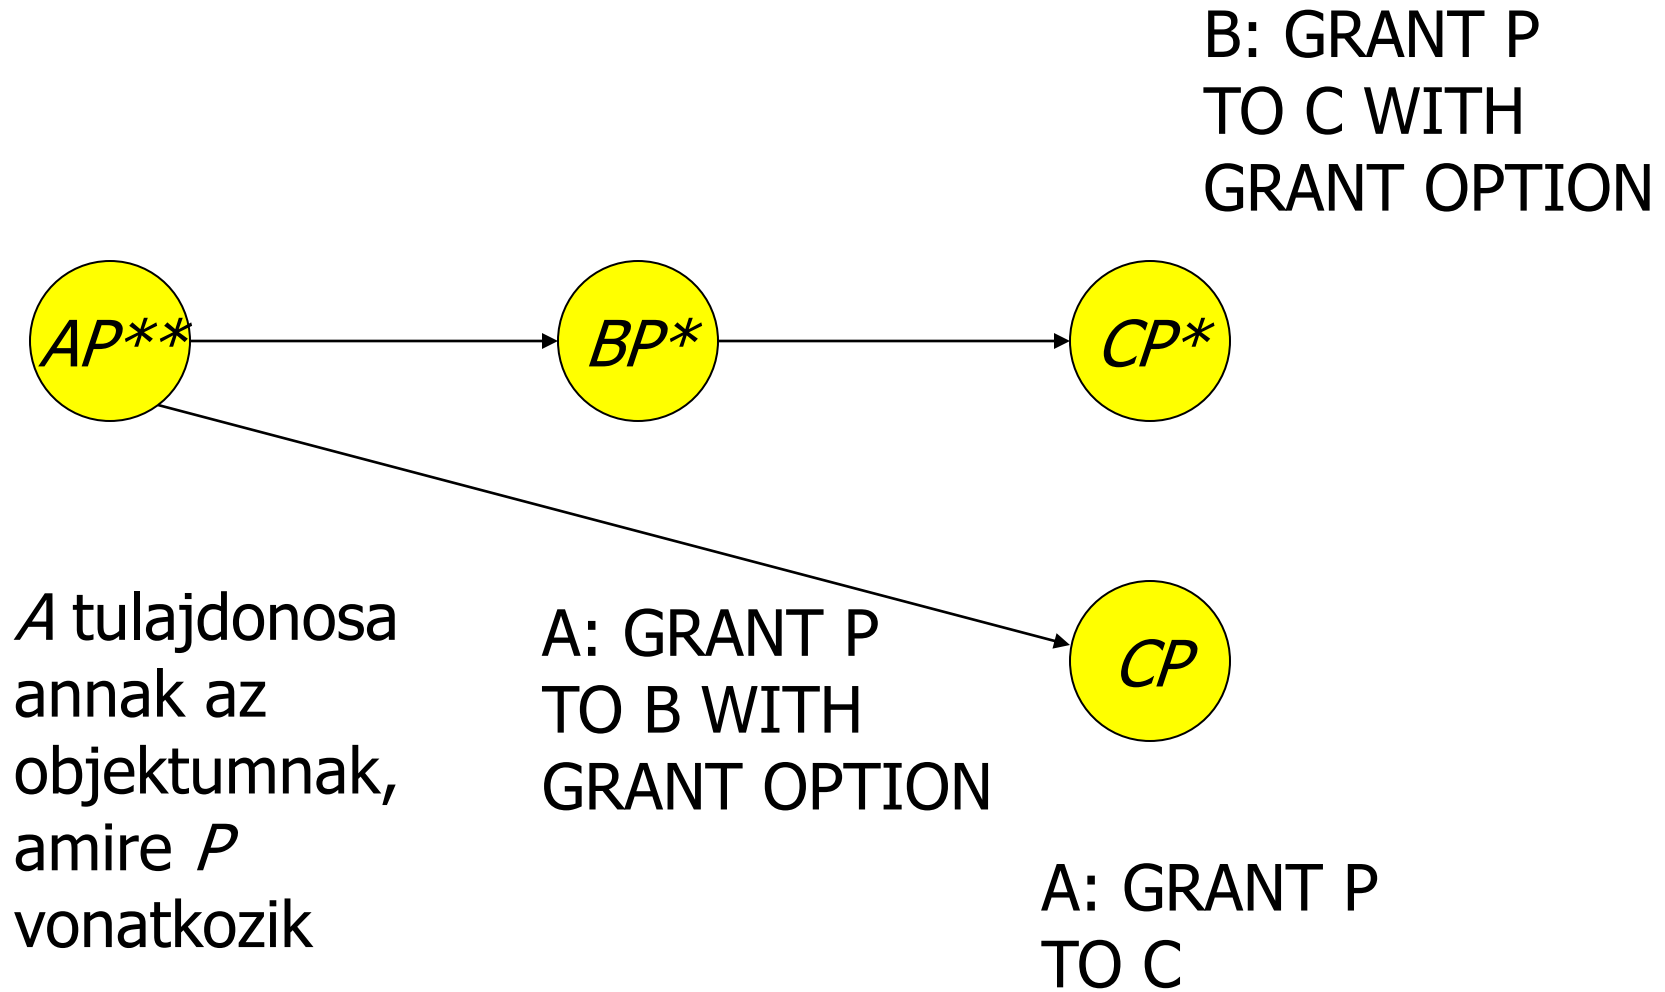 B: GRANT P
TO C WITH
GRANT OPTION
AP**
BP*
CP*
CP
A tulajdonosa
annak az
objektumnak,
amire P
vonatkozik
A: GRANT P
TO B WITH
GRANT OPTION
A: GRANT P
TO C